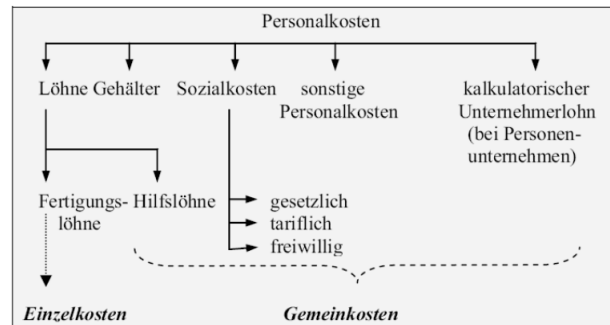 Personalkosten
Löhne Gehälter Sozialkosten sonstige kalkulatorischer
Personalkosten Unternehmerlohn
(bei Personen-
unternehmen)
Fertigungs- Hilfslöhne gesetzlich
löhne tariflich
freiwillig
Einzelkosten Gemeinkosten